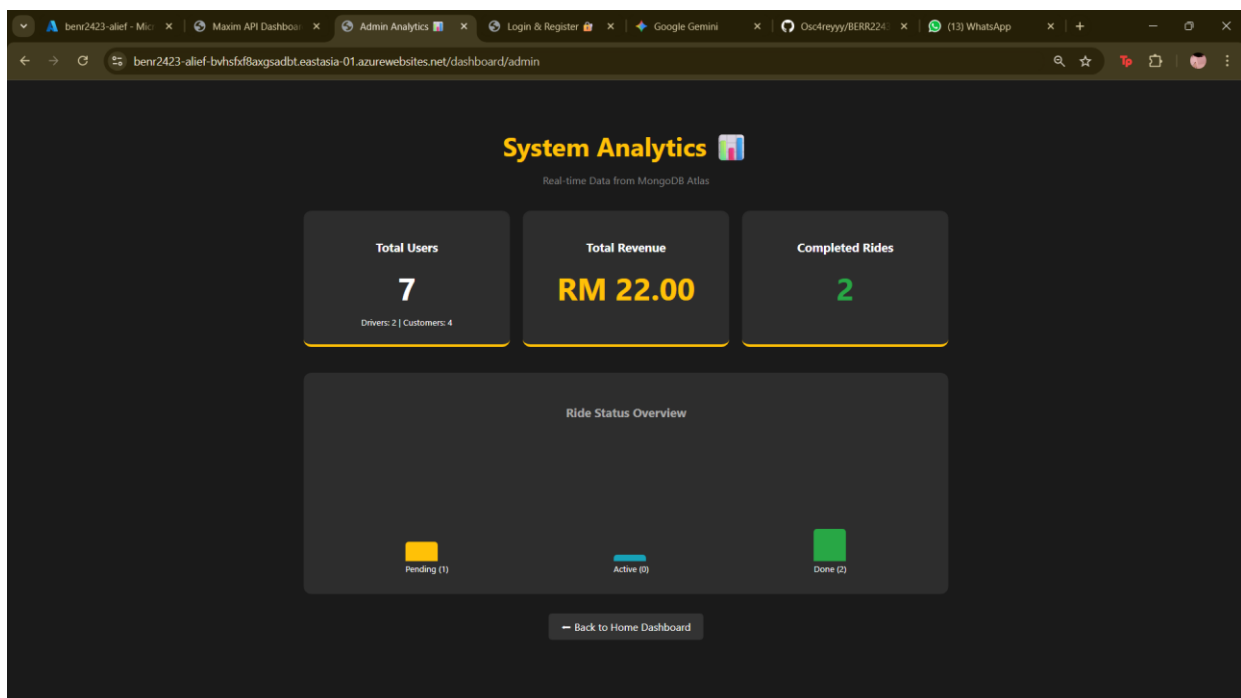 benr2423-alief - Mic
Maxim API Dashboar
Admin Analytics 📊
Login & Register 🔐
Google Gemini
Osc4reyyy/BERR2243
(13) WhatsApp
benr2423-alief-bvhsfxf8axgsadbt.eastasia-01.azurewebsites.net/dashboard/admin
Tp
System Analytics 📊
Real-time Data from MongoDB Atlas
Total Users
7
Drivers: 2 | Customers: 4
Total Revenue
RM 22.00
Completed Rides
2
Ride Status Overview
Pending (1)
Active (0)
Done (2)
⬅ Back to Home Dashboard